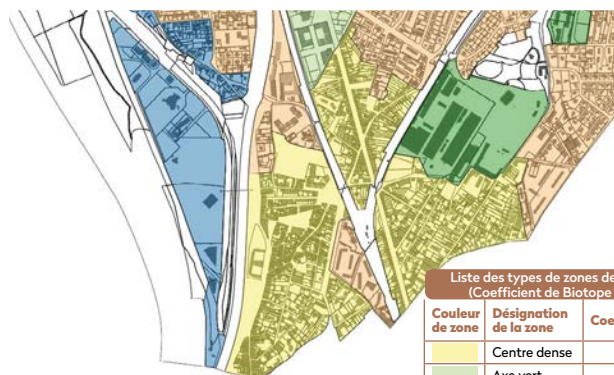 Liste des types de zones de
(Coefficient de Biotope
Couleur de zone
Désignation de la zone
Centre dense
Axe vert